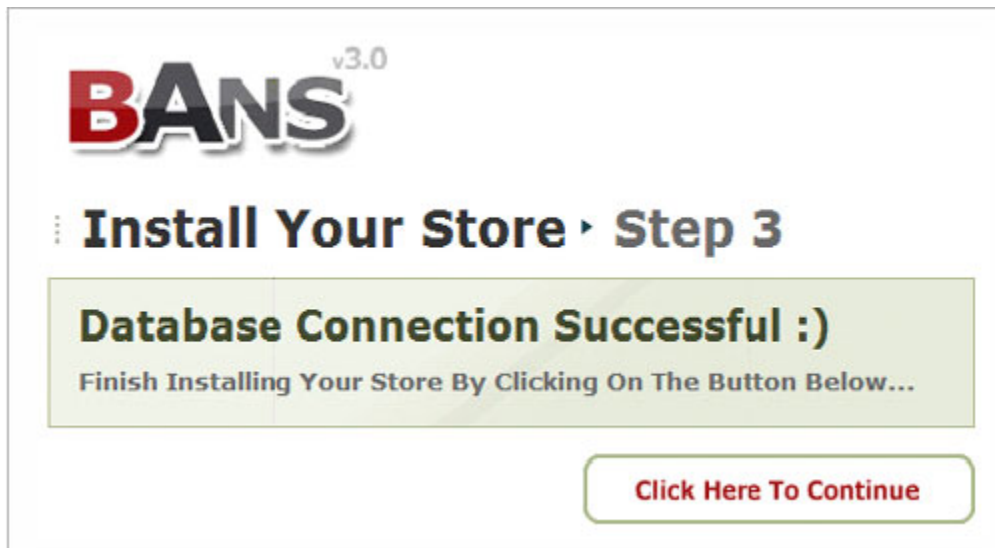 BANS v3.0
Install Your Store ‣ Step 3
Database Connection Successful :)
Finish Installing Your Store By Clicking On The Button Below...
Click Here To Continue